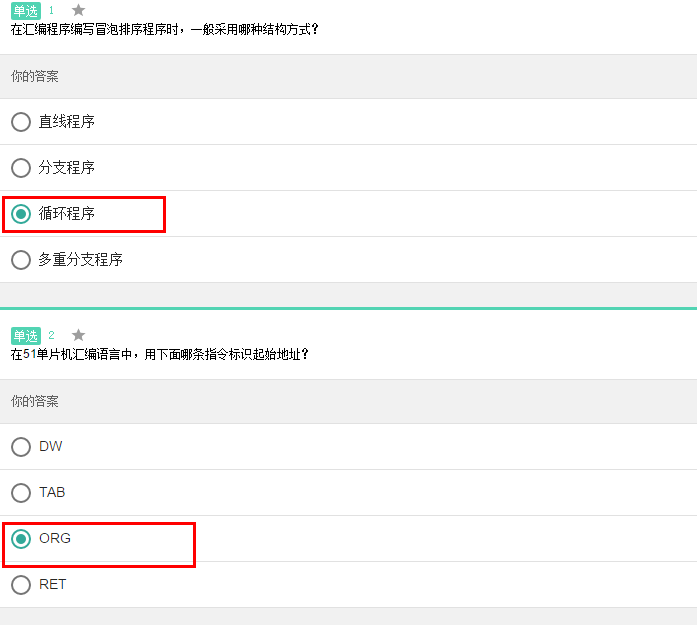 单选 1
在汇编程序编写冒泡排序程序时，一般采用哪种结构方式?
你的答案
直线程序
分支程序
循环程序
多重分支程序
单选 2
在51单片机汇编语言中，用下面哪条指令标识起始地址?
你的答案
DW
TAB
ORG
RET